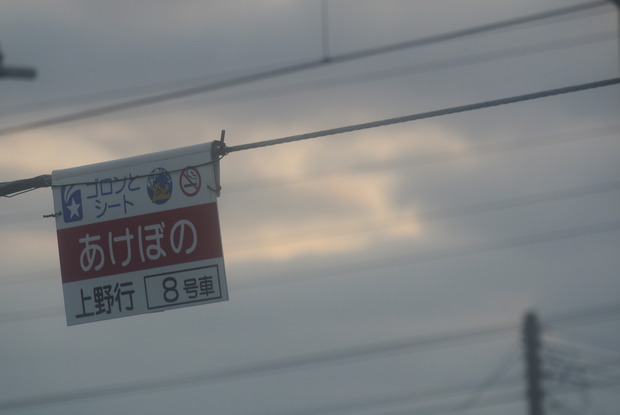 ゴロンと
シート
あけぼの
上野行 8号車